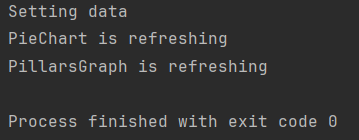 Setting data
PieChart is refreshing
PillarsGraph is refreshing
Process finished with exit code 0